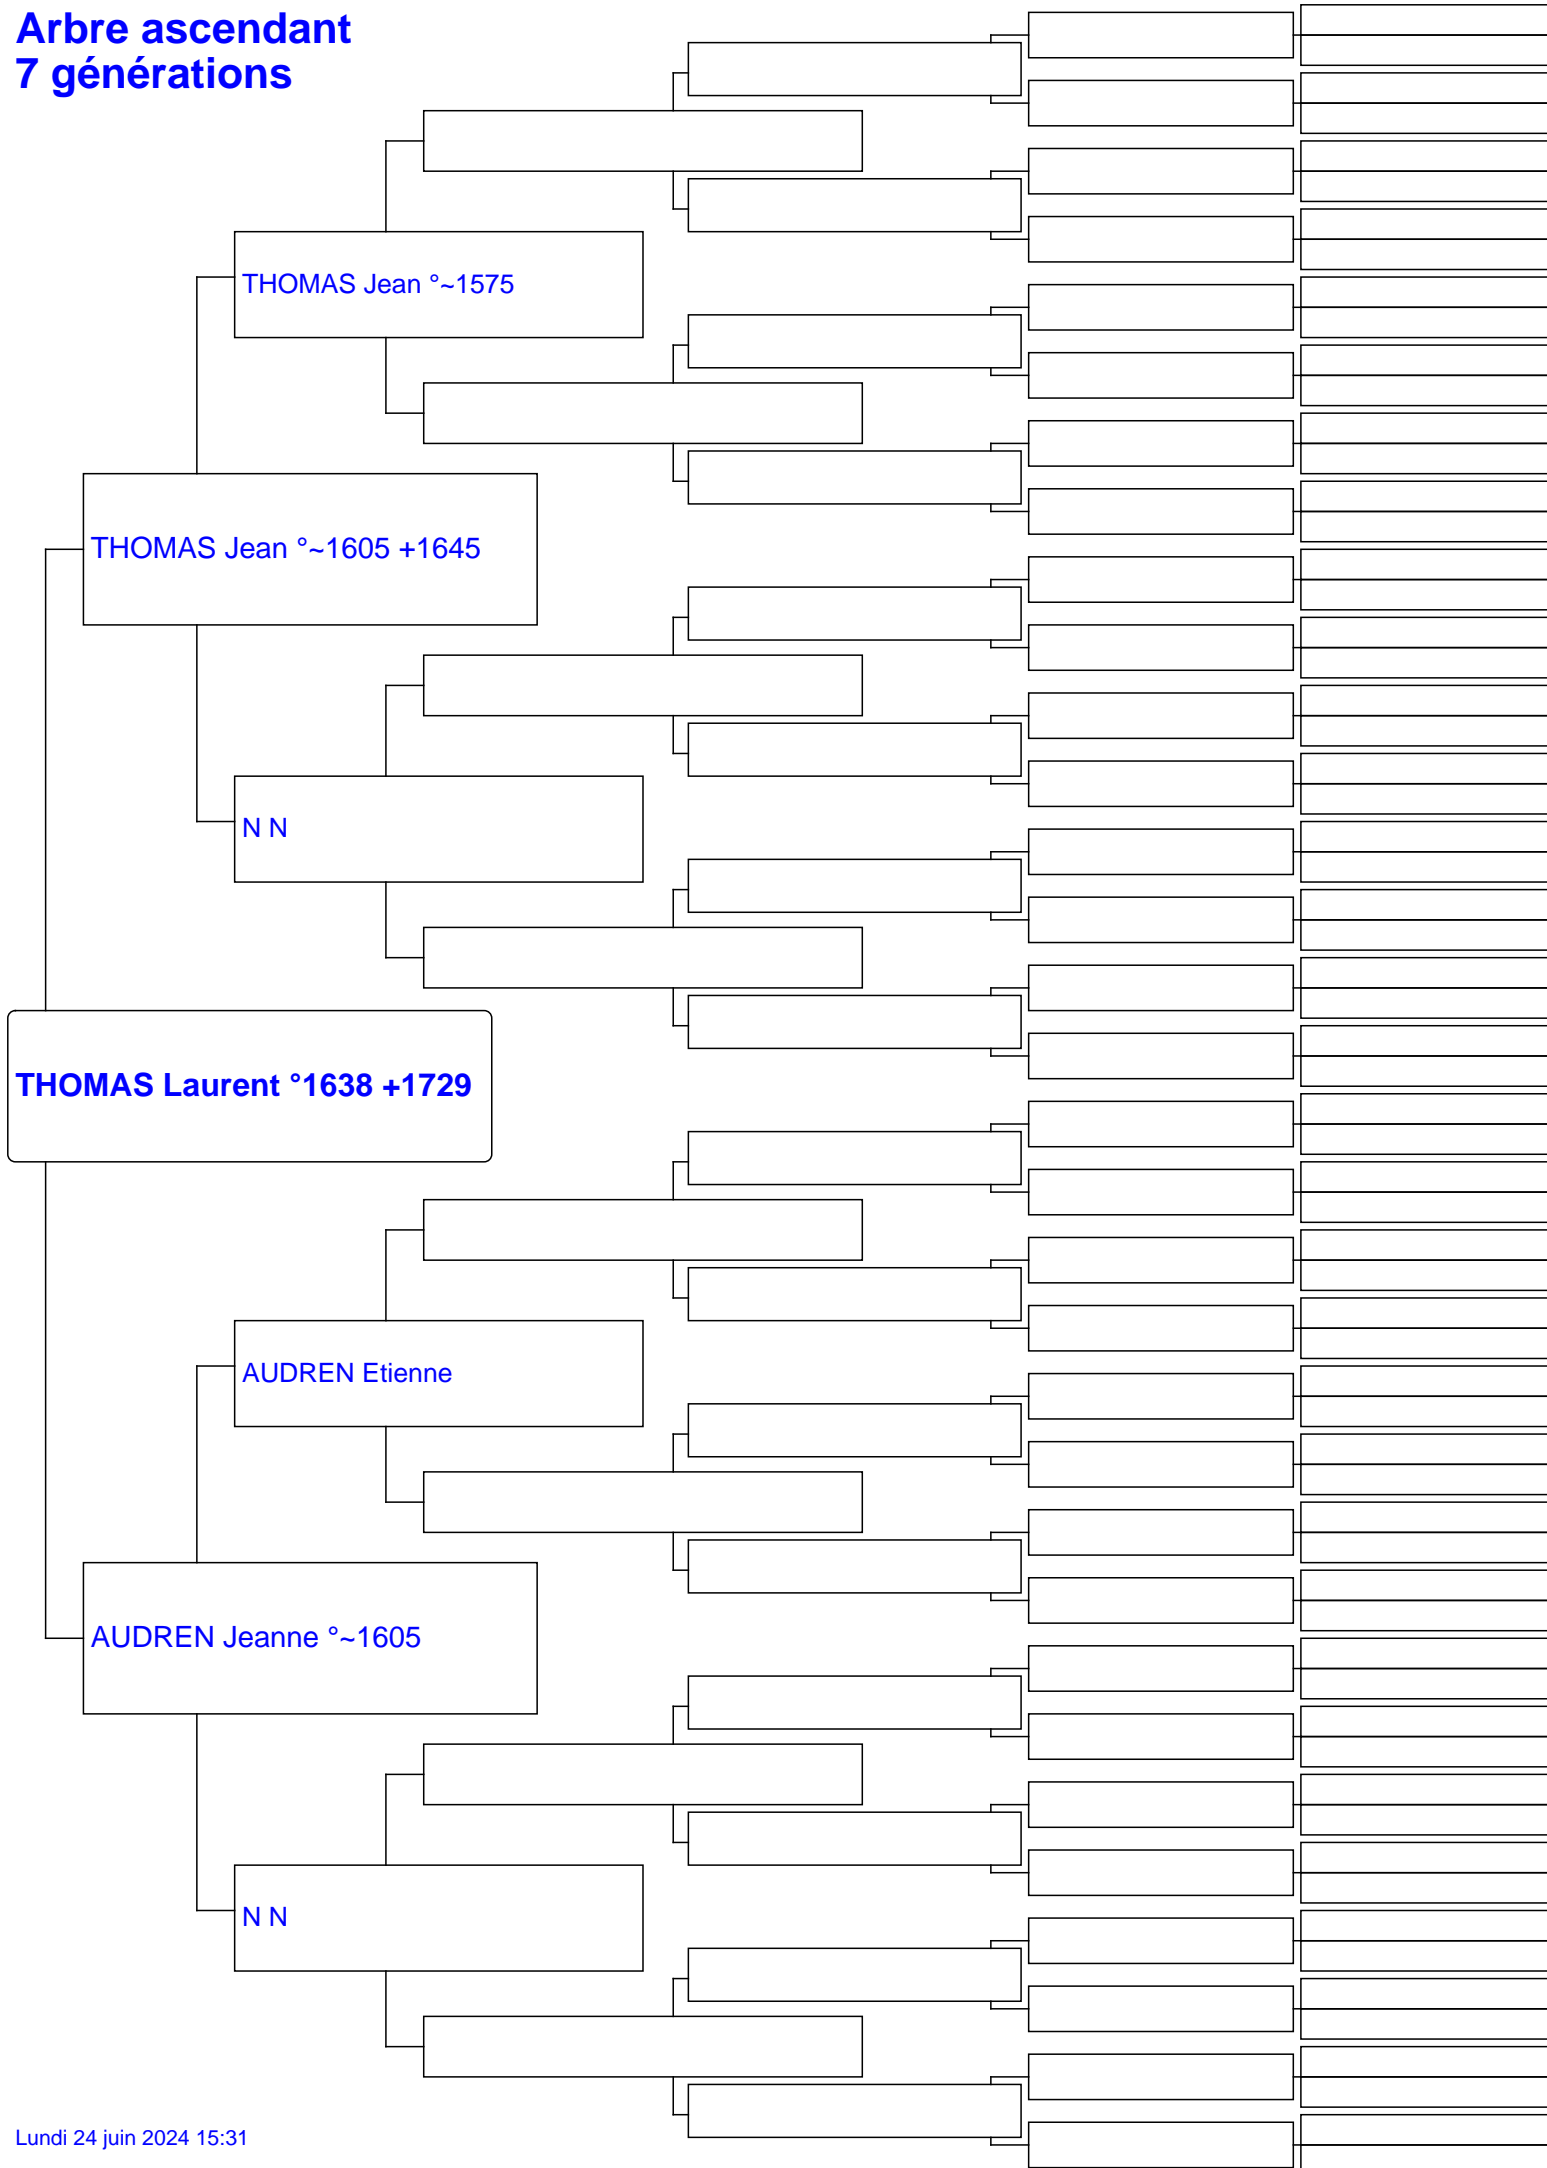 Arbre ascendant
7 générations
THOMAS Jean °~1575
THOMAS Jean °~1605 +1645
N N
THOMAS Laurent °1638 +1729
AUDREN Etienne
AUDREN Jeanne °~1605
N N
Lundi 24 juin 2024 15:31